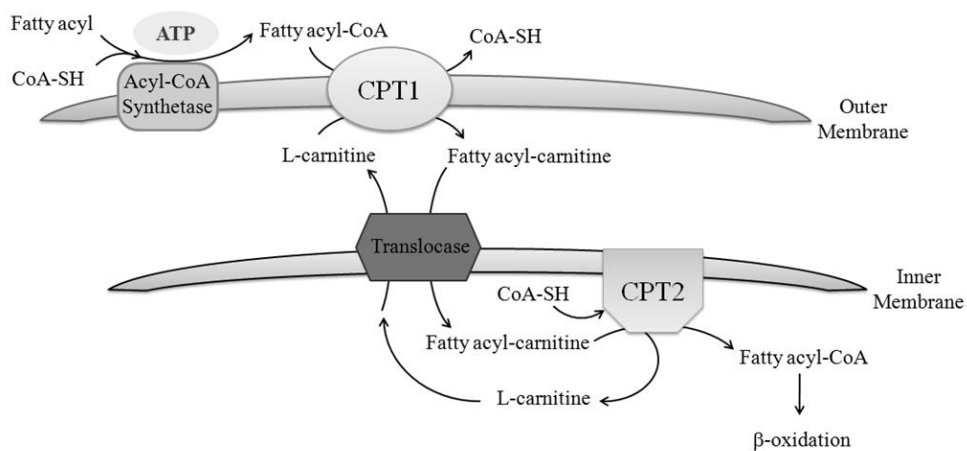 Fatty acyl
ATP
Fatty acyl-CoA
CoA-SH
CoA-SH
Acyl-CoA
Synthetase
CPT1
Outer
Membrane
L-carnitine
Fatty acyl-carnitine
Translocase
Inner
Membrane
CoA-SH
CPT2
Fatty acyl-carnitine
Fatty acyl-CoA
L-carnitine
β-oxidation